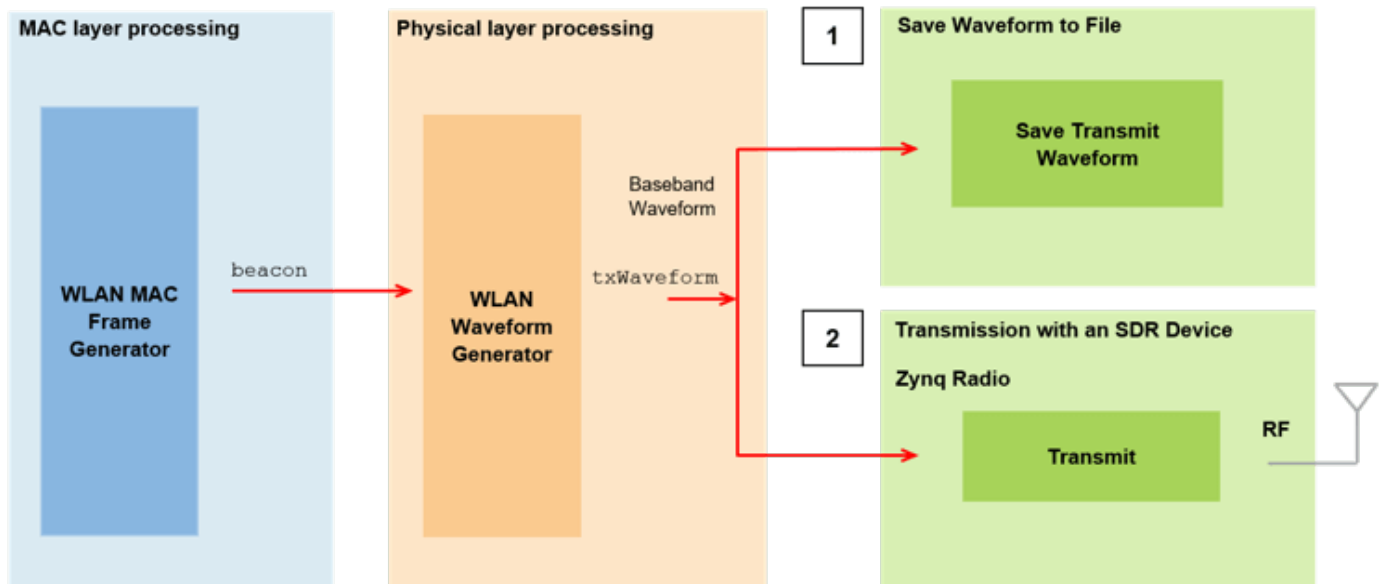 MAC layer processing
WLAN MAC
Frame
Generator
beacon
Physical layer processing
WLAN
Waveform
Generator
Baseband
Waveform
txWaveform
1
Save Waveform to File
Save Transmit
Waveform
2
Transmission with an SDR Device
Zynq Radio
Transmit
RF